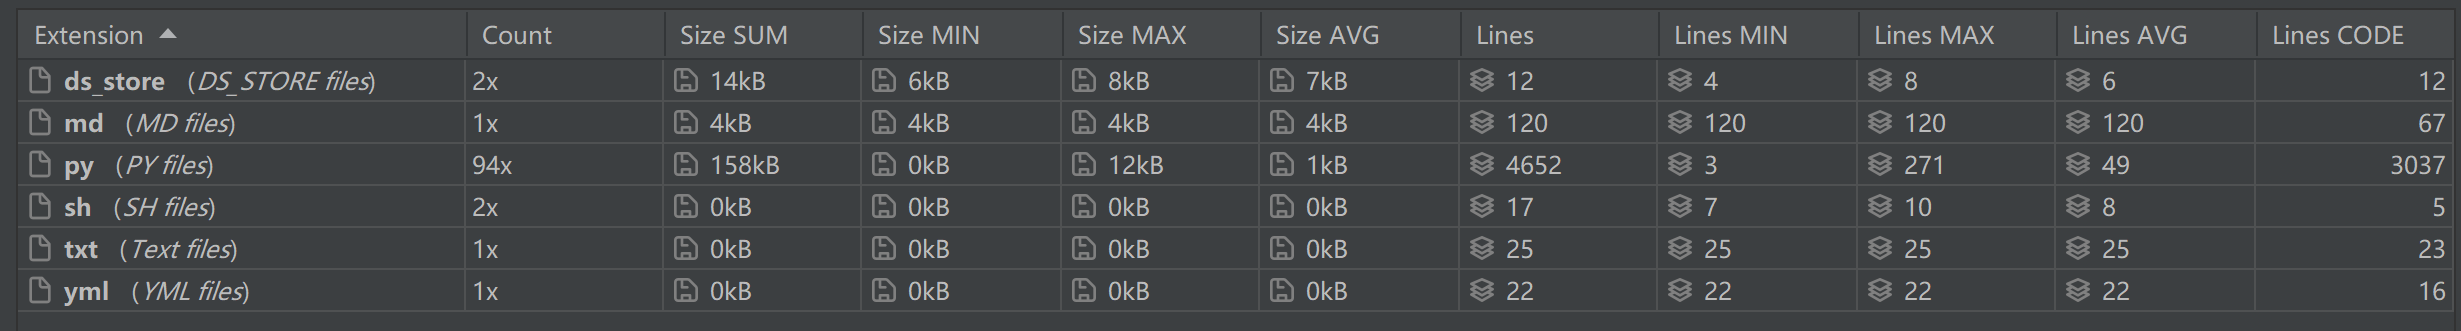 Extension Count Size SUM Size MIN Size MAX Size AVG Lines Lines MIN Lines MAX Lines AVG Lines CODE
ds_store (DS_STORE files) 2x 14kB 6kB 8kB 7kB 12 4 8 6 12
md (MD files) 1x 4kB 4kB 4kB 4kB 120 120 120 120 67
py (PY files) 94x 158kB 0kB 12kB 1kB 4652 3 271 49 3037
sh (SH files) 2x 0kB 0kB 0kB 0kB 17 7 10 8 5
txt (Text files) 1x 0kB 0kB 0kB 0kB 25 25 25 25 23
yml (YML files) 1x 0kB 0kB 0kB 0kB 22 22 22 22 16